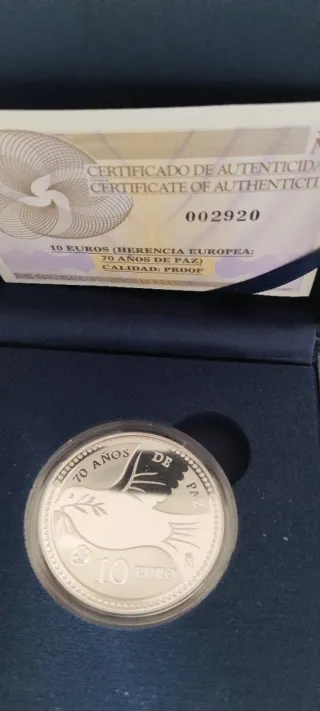 CERTIFICADO DE AUTENTICIDA
CERTIFICATE OF AUTHENTICIT
002920
10 EUROS (HERENCIA EUROPEA:
70 AÑOS DE PAZ)
CALIDAD: PROOF
70 AÑOS DE PAZ
10 EURO